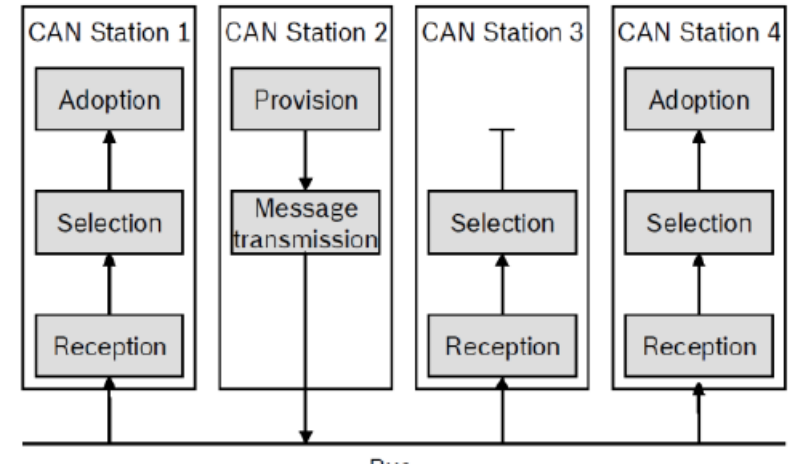 CAN Station 1
CAN Station 2
CAN Station 3
CAN Station 4
Adoption
Provision
Adoption
Selection
Message
transmission
Selection
Selection
Reception
Reception
Reception